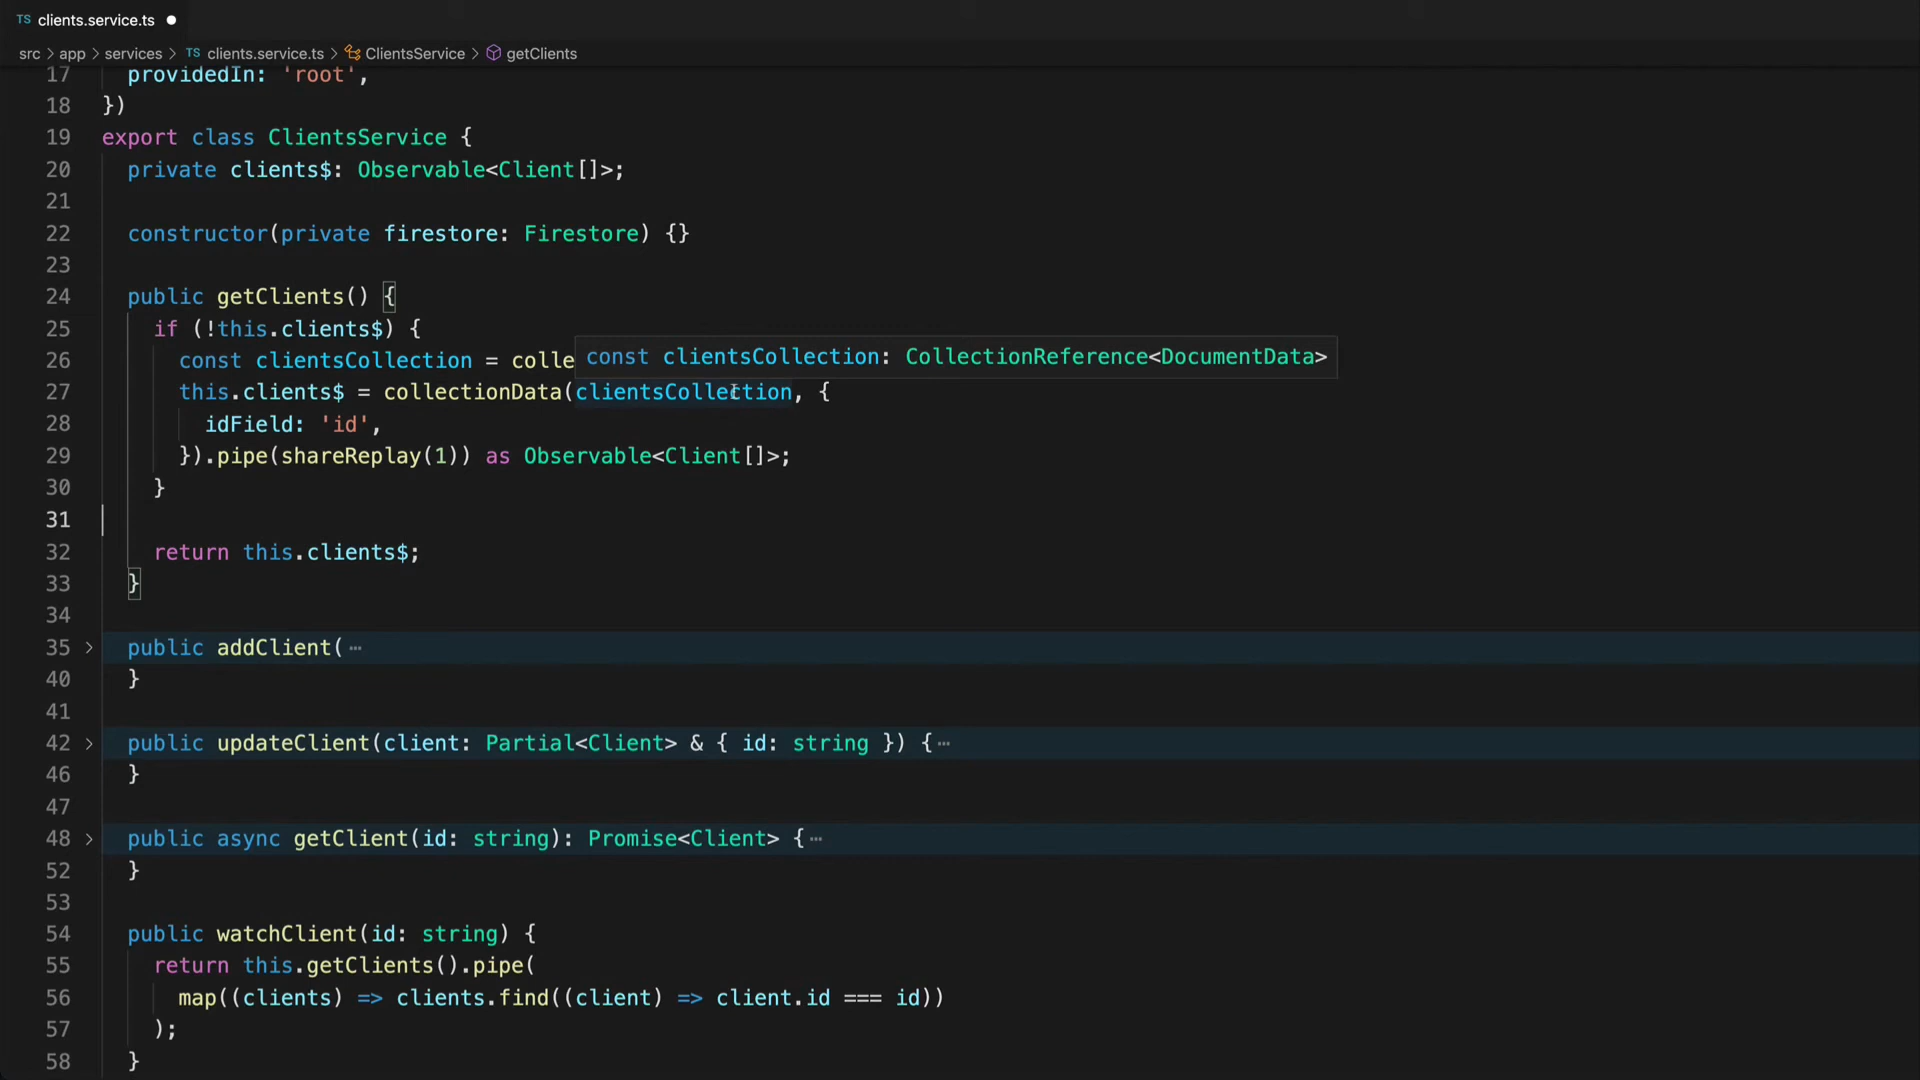 TS clients.service.ts
src > app > services > TS clients.service.ts > ClientsService > getClients
17 providedIn: 'root',
18 })
19 export class ClientsService {
20 private clients$: Observable<Client[]>;
21
22 constructor(private firestore: Firestore) {}
23
24 public getClients() {
25 if (!this.clients$) {
26 const clientsCollection = colle
const clientsCollection: CollectionReference<DocumentData>
27 this.clients$ = collectionData(clientsCollection, {
28 idField: 'id',
29 }).pipe(shareReplay(1)) as Observable<Client[]>;
30 }
31
32 return this.clients$;
33 }
34
35 > public addClient( ⋯
40 }
41
42 > public updateClient(client: Partial<Client> & { id: string }) { ⋯
46 }
47
48 > public async getClient(id: string): Promise<Client> { ⋯
52 }
53
54 public watchClient(id: string) {
55 return this.getClients().pipe(
56 map((clients) => clients.find((client) => client.id === id))
57 );
58 }